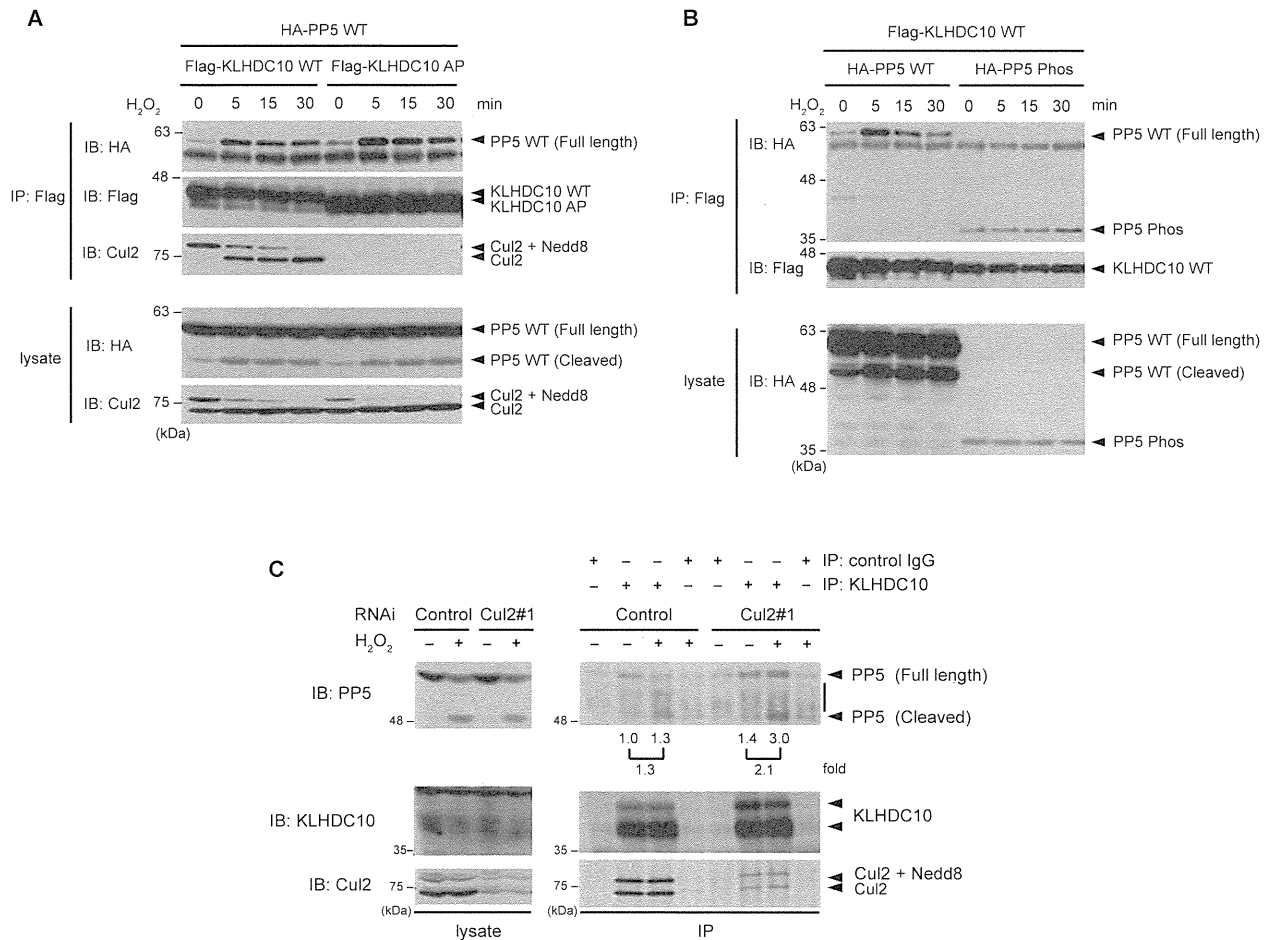 A
HA-PP5 WT
Flag-KLHDC10 WT Flag-KLHDC10 AP
H2O2 0 5 15 30 0 5 15 30 min
IP: Flag
IB: HA 63 48 PP5 WT (Full length)
IB: Flag KLHDC10 WT
KLHDC10 AP
IB: Cul2 75 Cul2 + Nedd8
Cul2
lysate
IB: HA 63 PP5 WT (Full length)
PP5 WT (Cleaved)
IB: Cul2 75 Cul2 + Nedd8
Cul2
(kDa)
B
Flag-KLHDC10 WT
HA-PP5 WT HA-PP5 Phos
H2O2 0 5 15 30 0 5 15 30 min
IP: Flag
63 PP5 WT (Full length)
IB: HA
48
35 PP5 Phos
48
IB: Flag KLHDC10 WT
lysate
63 PP5 WT (Full length)
IB: HA PP5 WT (Cleaved)
48
PP5 Phos
35
(kDa)
C
+ – – + + – – + IP: control IgG
– + + – – + + – IP: KLHDC10
RNAi Control Cul2#1 Control Cul2#1
H2O2 – + – + – – + + – – + +
IB: PP5 PP5 (Full length)
48 48 PP5 (Cleaved)
1.0 1.3 1.4 3.0
1.3 2.1 fold
IB: KLHDC10 KLHDC10
35 35
IB: Cul2 75 75 Cul2 + Nedd8
Cul2
(kDa) (kDa)
lysate IP